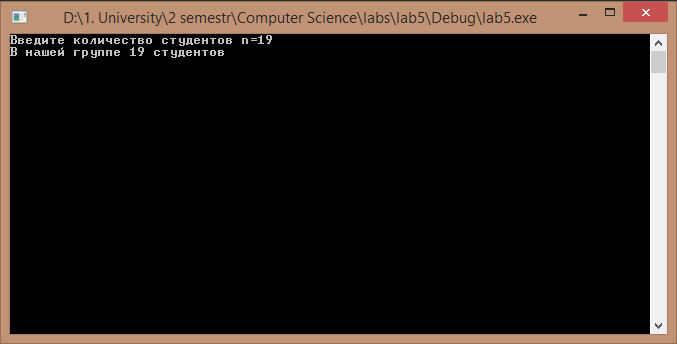 D:\1. University\2 semestr\Computer Science\labs\lab5\Debug\lab5.exe
Введите количество студентов n=19
В нашей группе 19 студентов